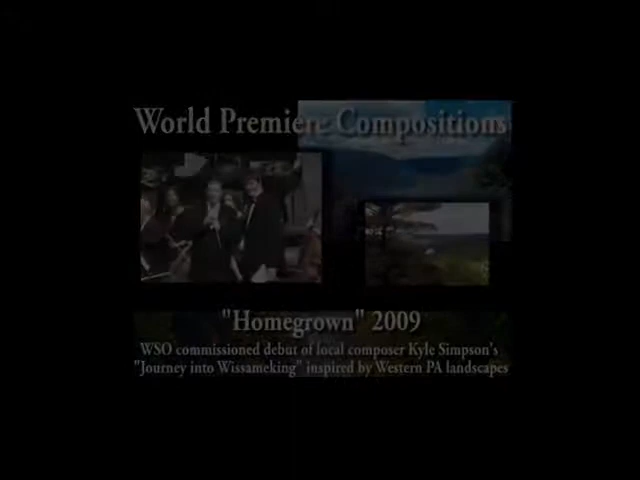 World Premiere Compositions
"Homegrown" 2009
WSO commissioned debut of local composer Kyle Simpson's
"Journey into Wissameking" inspired by Western PA landscapes